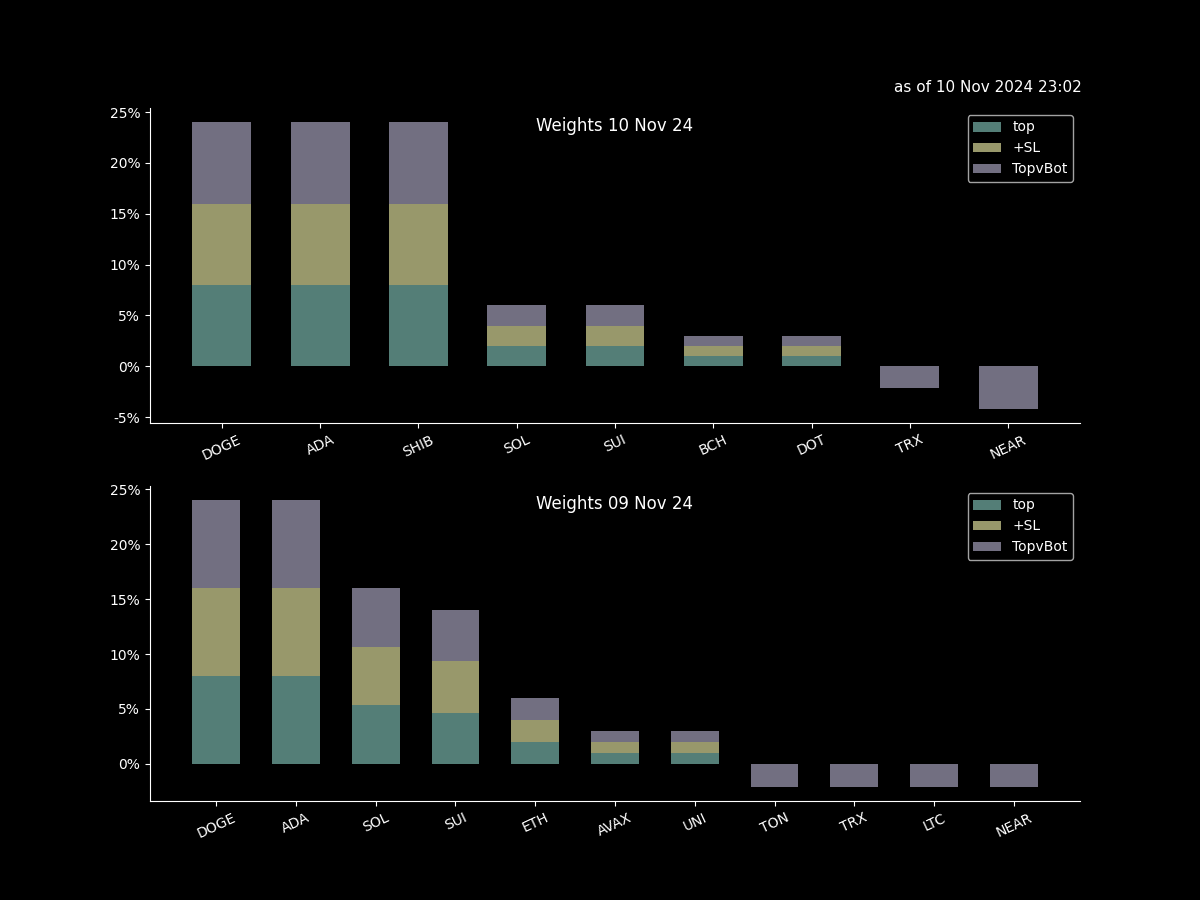 as of 10 Nov 2024 23:02
Weights 10 Nov 24
top
+SL
TopvBot
25%
20%
15%
10%
5%
0%
-5%
DOGE ADA SHIB SOL SUI BCH DOT TRX NEAR
Weights 09 Nov 24
top
+SL
TopvBot
25%
20%
15%
10%
5%
0%
DOGE ADA SOL SUI ETH AVAX UNI TON TRX LTC NEAR